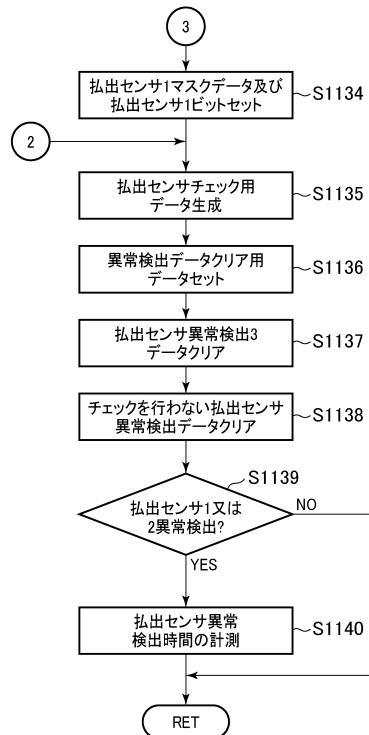 3
払出センサ1マスクデータ及び
払出センサ1ビットセット
S1134
2
払出センサチェック用
データ生成
S1135
異常検出データクリア用
データセット
S1136
払出センサ異常検出3
データクリア
S1137
チェックを行わない払出センサ
異常検出データクリア
S1138
S1139
払出センサ1又は
2異常検出?
NO
YES
払出センサ異常
検出時間の計測
S1140
RET